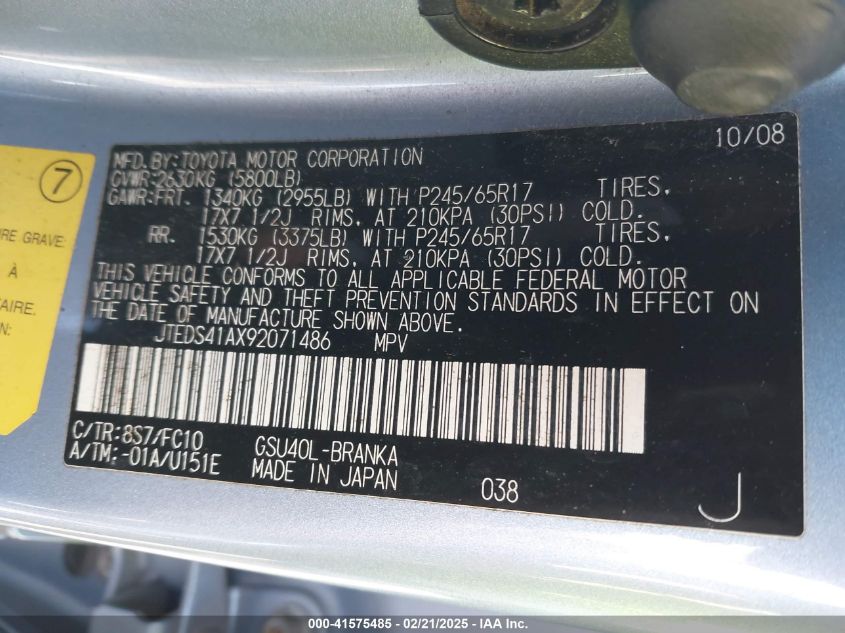 10/08
MFD.BY:TOYOTA MOTOR CORPORATION
GVWR:2630KG (5800LB)
GAWR:FRT. 1340KG (2955LB) WITH P245/65R17 TIRES,
17X7 1/2J RIMS, AT 210KPA (30PSI) COLD.
RR. 1530KG (3375LB) WITH P245/65R17 TIRES,
17X7 1/2J RIMS, AT 210KPA (30PSI) COLD.
THIS VEHICLE CONFORMS TO ALL APPLICABLE FEDERAL MOTOR
VEHICLE SAFETY AND THEFT PREVENTION STANDARDS IN EFFECT ON
THE DATE OF MANUFACTURE SHOWN ABOVE.
JTEDS41AX92071486 MPV
C/TR:8S7/FC10 GSU40L-BRANKA
A/TM:-01A/U151E MADE IN JAPAN 038
J
7
URE GRAVE
À
TAIRE.
N:
000-41575485 - 02/21/2025 - IAA Inc.